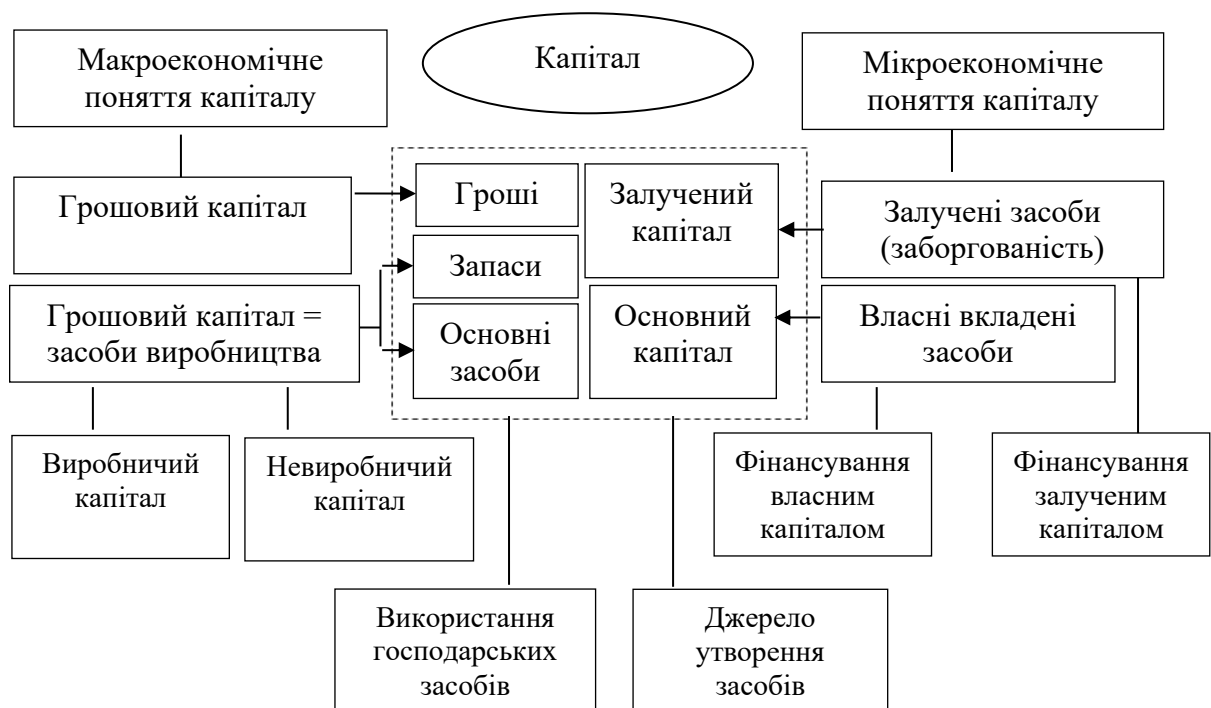 Макроекономічне
поняття капіталу
Капітал
Мікроекономічне
поняття капіталу
Грошовий капітал
Гроші
Залучений
капітал
Залучені засоби
(заборгованість)
Запаси
Грошовий капітал =
засоби виробництва
Основні
засоби
Основний
капітал
Власні вкладені
засоби
Виробничий
капітал
Невиробничий
капітал
Фінансування
власним
капіталом
Фінансування
залученим
капіталом
Використання
господарських
засобів
Джерело
утворення
засобів